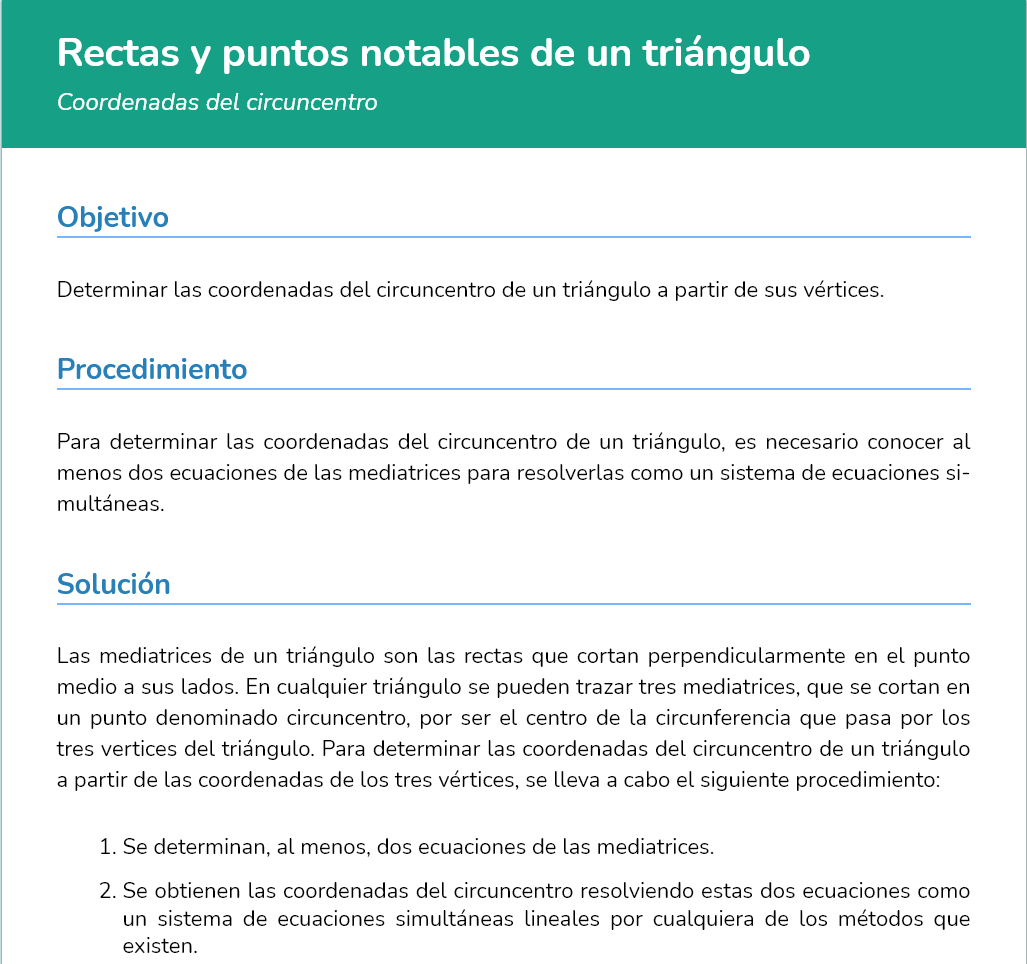 Rectas y puntos notables de un triángulo
Coordenadas del circuncentro
Objetivo
Determinar las coordenadas del circuncentro de un triángulo a partir de sus vértices.
Procedimiento
Para determinar las coordenadas del circuncentro de un triángulo, es necesario conocer al
menos dos ecuaciones de las mediatrices para resolverlas como un sistema de ecuaciones si-
multáneas.
Solución
Las mediatrices de un triángulo son las rectas que cortan perpendicularmente en el punto
medio a sus lados. En cualquier triángulo se pueden trazar tres mediatrices, que se cortan en
un punto denominado circuncentro, por ser el centro de la circunferencia que pasa por los
tres vertices del triángulo. Para determinar las coordenadas del circuncentro de un triángulo
a partir de las coordenadas de los tres vértices, se lleva a cabo el siguiente procedimiento:
1. Se determinan, al menos, dos ecuaciones de las mediatrices.
2. Se obtienen las coordenadas del circuncentro resolviendo estas dos ecuaciones como
un sistema de ecuaciones simultáneas lineales por cualquiera de los métodos que
existen.